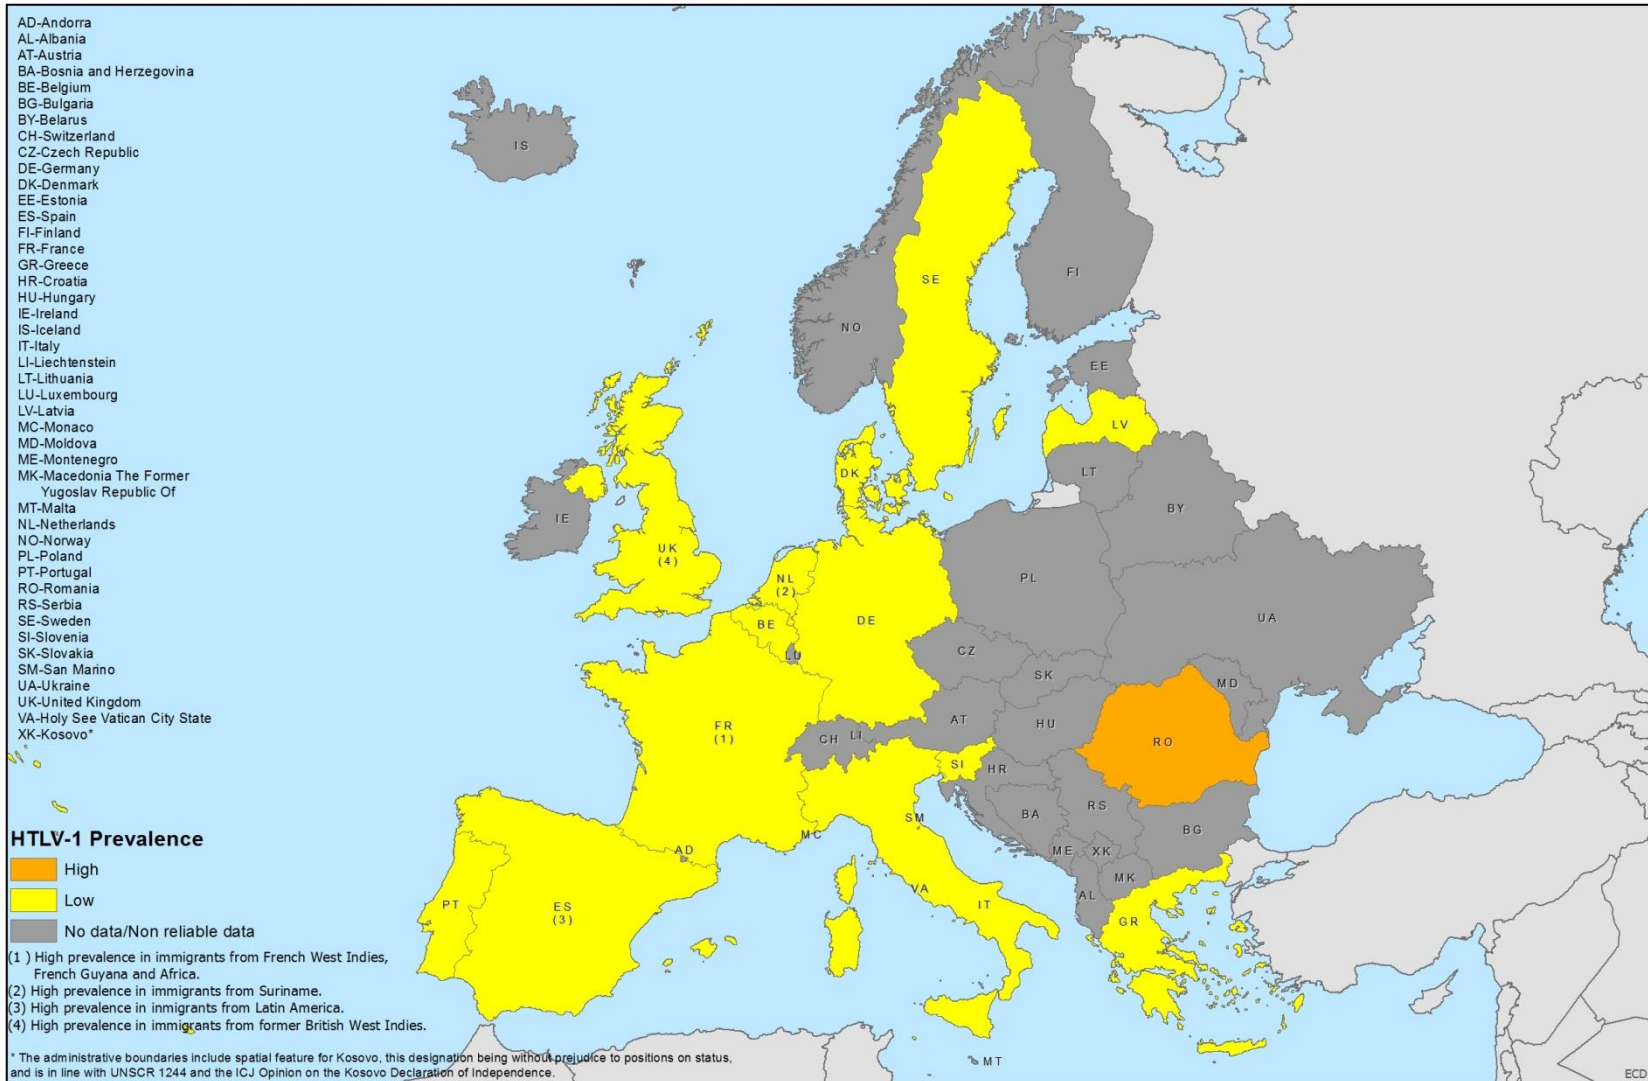 AD-Andorra
AL-Albania
AT-Austria
BA-Bosnia and Herzegovina
BE-Belgium
BG-Bulgaria
BY-Belarus
CH-Switzerland
CZ-Czech Republic
DE-Germany
DK-Denmark
EE-Estonia
ES-Spain
FI-Finland
FR-France
GR-Greece
HR-Croatia
HU-Hungary
IE-Ireland
IS-Iceland
IT-Italy
LI-Liechtenstein
LT-Lithuania
LU-Luxembourg
LV-Latvia
MC-Monaco
MD-Moldova
ME-Montenegro
MK-Macedonia The Former
Yugoslav Republic Of
MT-Malta
NL-Netherlands
NO-Norway
PL-Poland
PT-Portugal
RO-Romania
RS-Serbia
SE-Sweden
SI-Slovenia
SK-Slovakia
SM-San Marino
UA-Ukraine
UK-United Kingdom
VA-Holy See Vatican City State
XK-Kosovo*
HTLV-1 Prevalence
High
Low
No data/Non reliable data
(1 ) High prevalence in immigrants from French West Indies,
French Guyana and Africa.
(2) High prevalence in immigrants from Suriname.
(3) High prevalence in immigrants from Latin America.
(4) High prevalence in immigrants from former British West Indies.
* The administrative boundaries include spatial feature for Kosovo, this designation being without prejudice to positions on status,
and is in line with UNSCR 1244 and the ICJ Opinion on the Kosovo Declaration of Independence.
IS
SE
FI
NO
EE
LV
LT
DK
BY
IE
UK
(4)
NL
(2)
PL
BE
DE
UA
LU
CZ
SK
MD
AT
HU
FR
(1)
CH
LI
RO
SI
HR
RS
BA
SM
MC
BG
AD
ME
XK
MK
VA
AL
PT
ES
(3)
IT
GR
MT
ECD